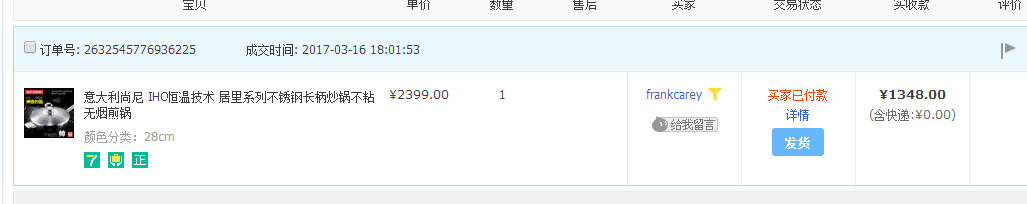 宝贝 单价 数量 售后 买家 交易状态 实收款 评价
订单号: 2632545776936225 成交时间: 2017-03-16 18:01:53
意大利尚尼 IHO恒温技术 居里系列不锈钢长柄炒锅不粘 ¥2399.00 1 frankcarey 买家已付款 ¥1348.00
无烟煎锅 给我留言 详情 (含快递:¥0.00)
颜色分类：28cm 发货
7 正